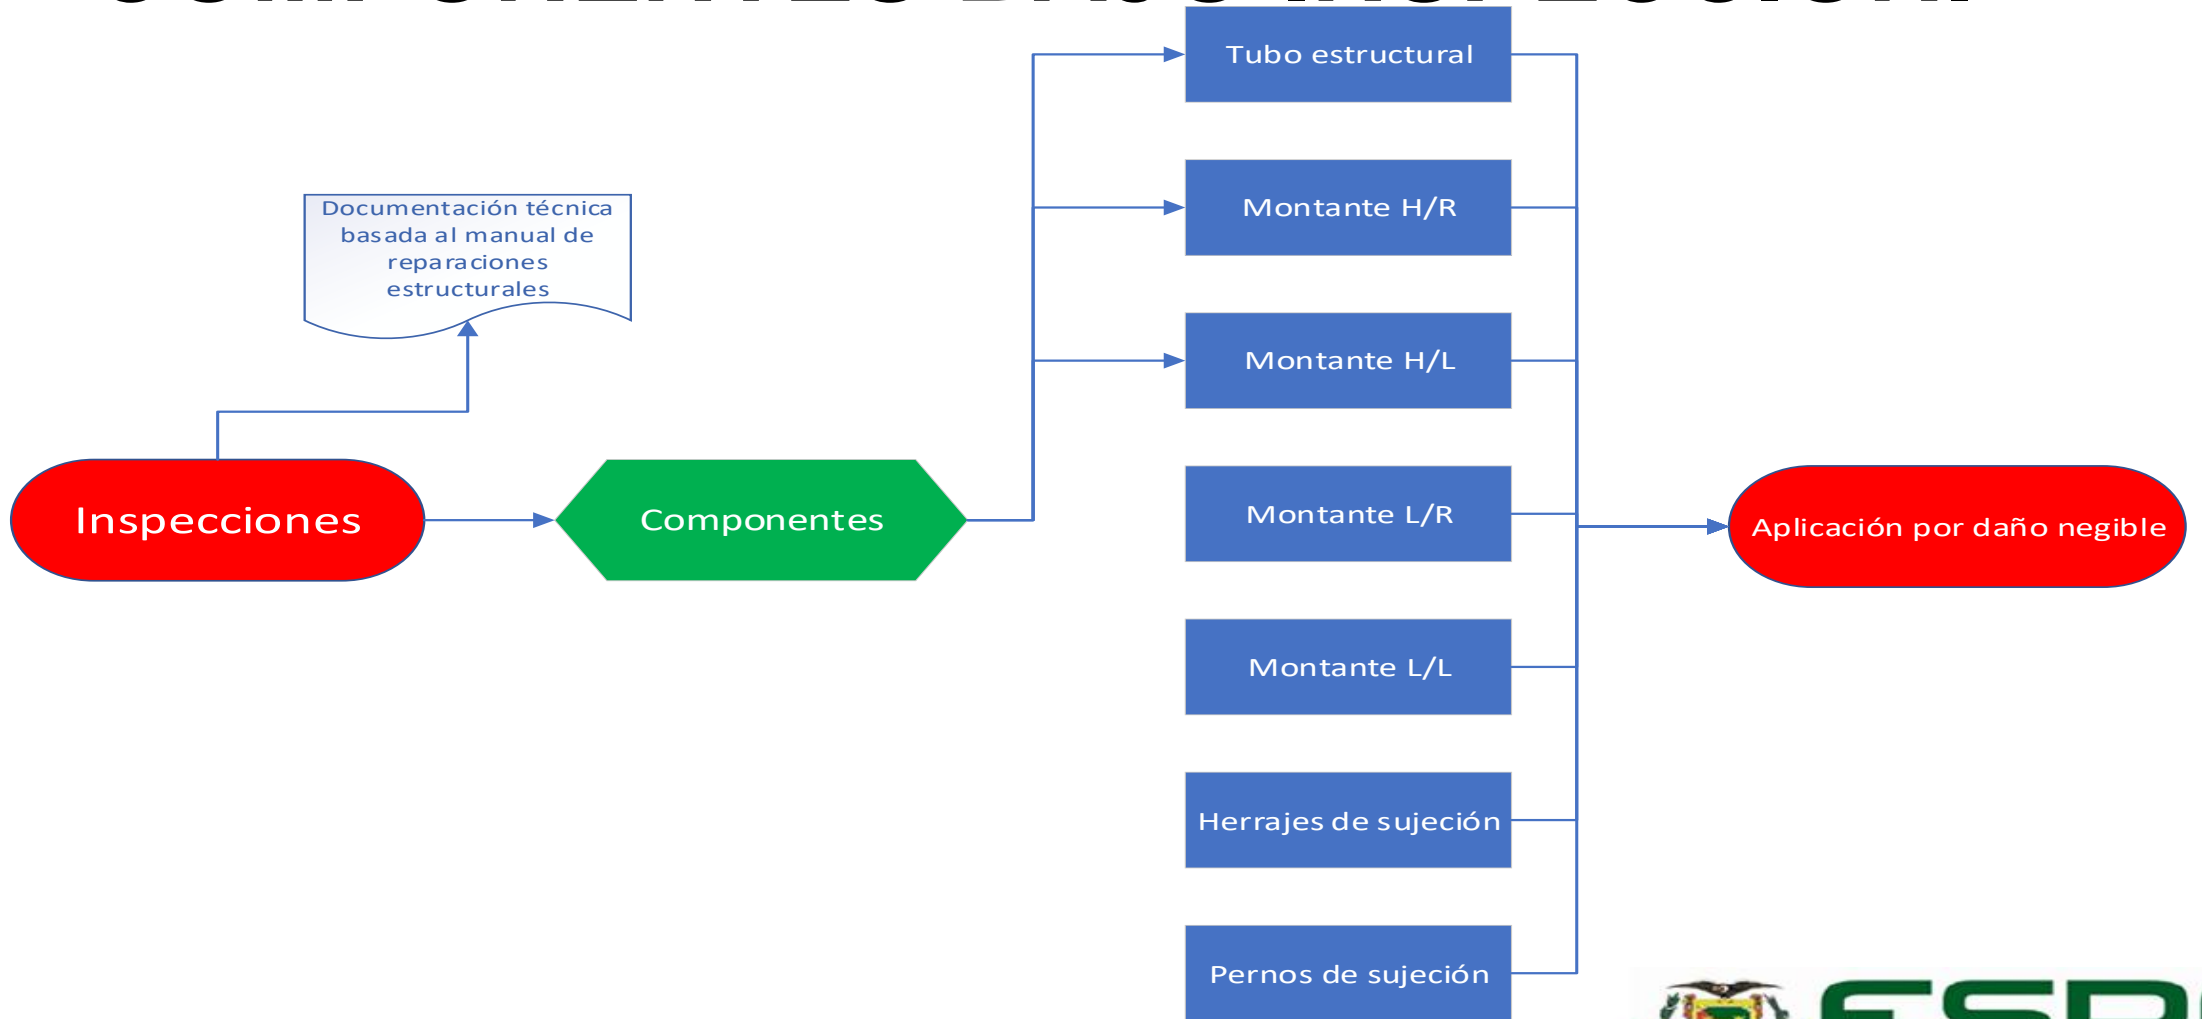 Tubo estructural
Montante H/R
Documentación técnica
basada al manual de
reparaciones
estructurales
Montante H/L
Inspecciones
Componentes
Montante L/R
Aplicación por daño negible
Montante L/L
Herrajes de sujeción
Pernos de sujeción